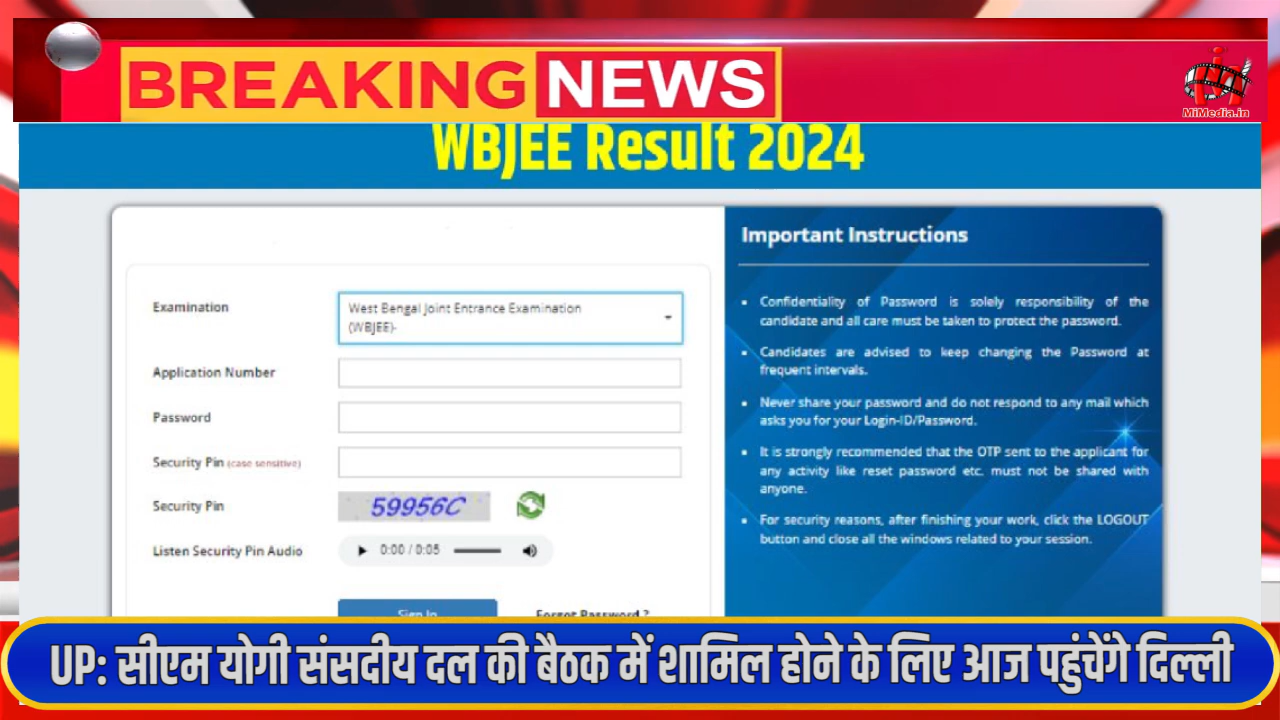 BREAKING NEWS
MiMedia.in
WBJEE Result 2024
Examination
West Bengal Joint Entrance Examination
(WBJEE)-
Application Number
Password
Security Pin (case sensitive)
Security Pin
59956C
Listen Security Pin Audio
0:00 / 0:05
Sign In
Forgot Password ?
Important Instructions
Confidentiality of Password is solely responsibility of the
candidate and all care must be taken to protect the password.
Candidates are advised to keep changing the Password at
frequent intervals.
Never share your password and do not respond to any mail which
asks you for your Login-ID/Password.
It is strongly recommended that the OTP sent to the applicant for
any activity like reset password etc. must not be shared with
anyone.
For security reasons, after finishing your work, click the LOGOUT
button and close all the windows related to your session.
UP: सीएम योगी संसदीय दल की बैठक में शामिल होने के लिए आज पहुंचेंगे दिल्ली